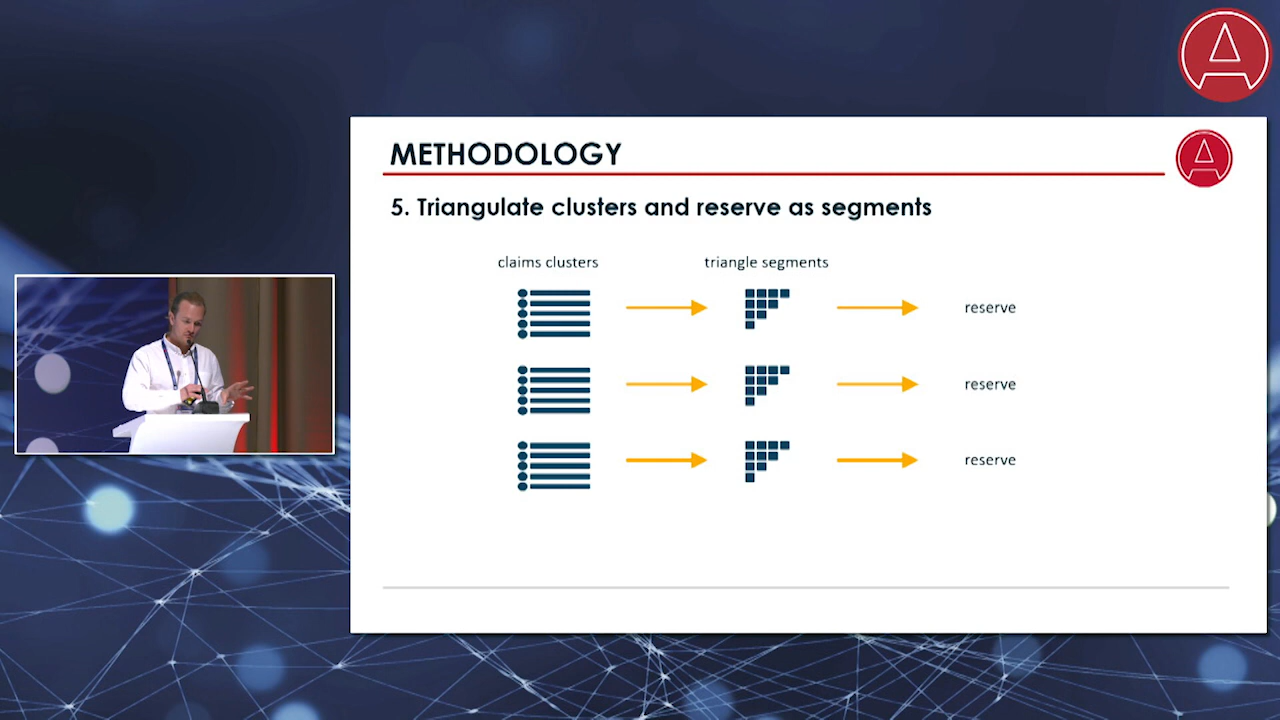 METHODOLOGY
5. Triangulate clusters and reserve as segments
claims clusters
triangle segments
reserve
reserve
reserve